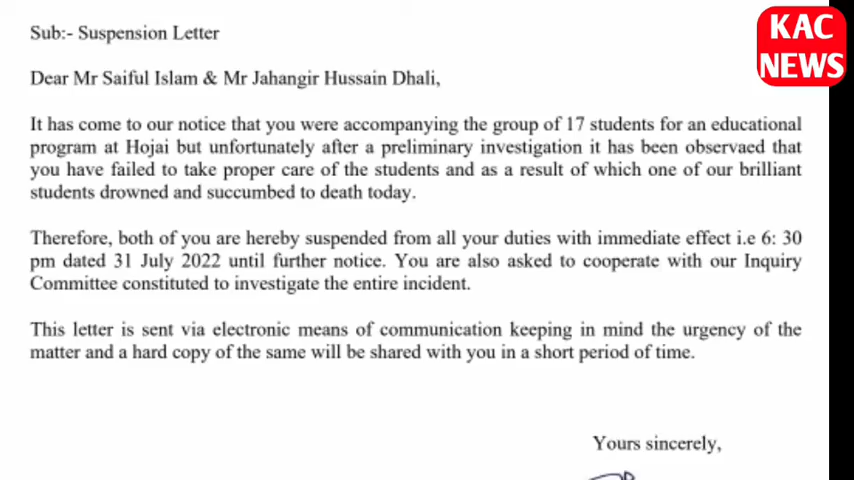 KAC
NEWS
Sub:- Suspension Letter
Dear Mr Saiful Islam & Mr Jahangir Hussain Dhali,
It has come to our notice that you were accompanying the group of 17 students for an educational
program at Hojai but unfortunately after a preliminary investigation it has been observaed that
you have failed to take proper care of the students and as a result of which one of our brilliant
students drowned and succumbed to death today.
Therefore, both of you are hereby suspended from all your duties with immediate effect i.e 6: 30
pm dated 31 July 2022 until further notice. You are also asked to cooperate with our Inquiry
Committee constituted to investigate the entire incident.
This letter is sent via electronic means of communication keeping in mind the urgency of the
matter and a hard copy of the same will be shared with you in a short period of time.
Yours sincerely,